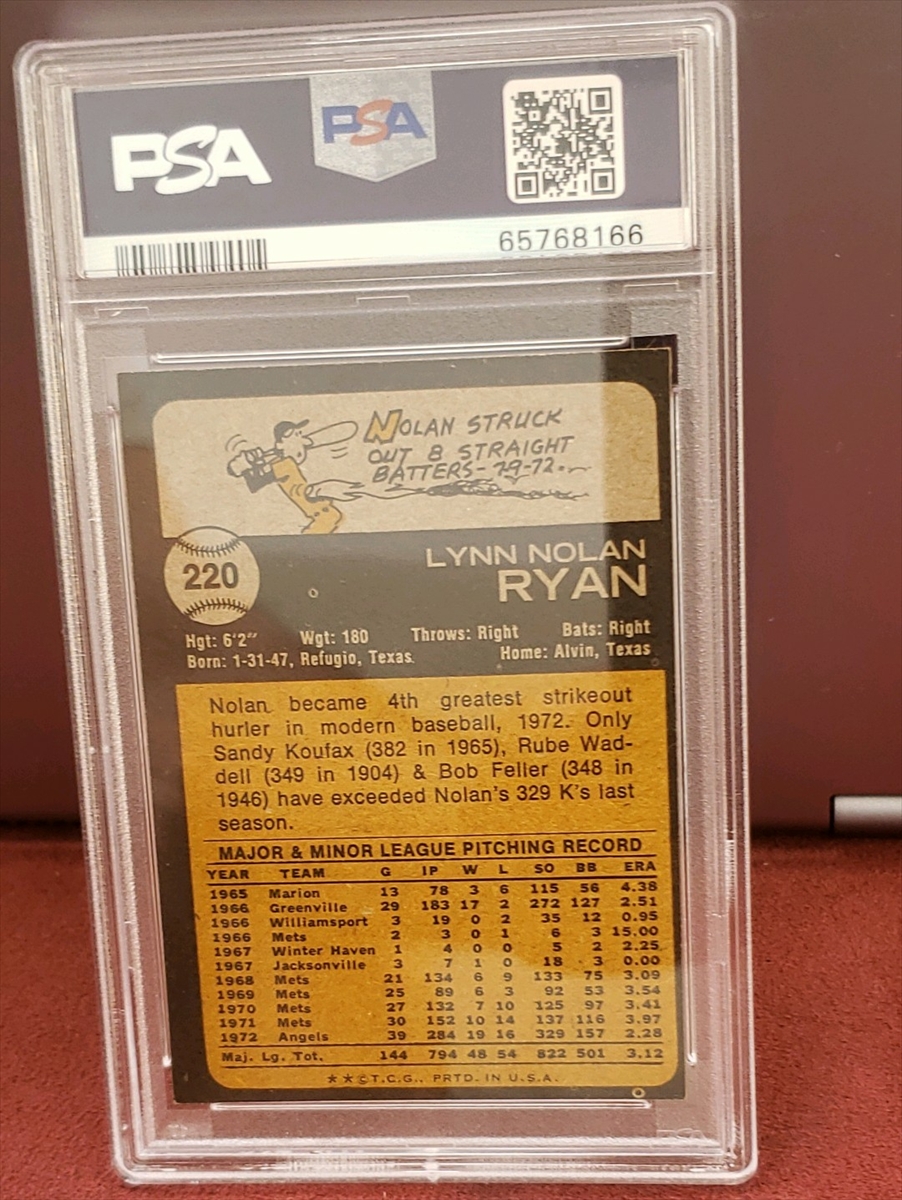 PSA
PSA
65768166
NOLAN STRUCK
OUT 8 STRAIGHT
BATTERS-7-9-72.
220
LYNN NOLAN
RYAN
Hgt: 6'2" Wgt: 180 Throws: Right Bats: Right
Born: 1-31-47, Refugio, Texas Home: Alvin, Texas
Nolan became 4th greatest strikeout
hurler in modern baseball, 1972. Only
Sandy Koufax (382 in 1965), Rube Wad-
dell (349 in 1904) & Bob Feller (348 in
1946) have exceeded Nolan's 329 K's last
season.
MAJOR & MINOR LEAGUE PITCHING RECORD
YEAR TEAM G IP W L SO BB ERA
1965 Marion 13 78 3 6 115 56 4.38
1966 Greenville 29 183 17 2 272 127 2.51
1966 Williamsport 3 19 0 2 35 12 0.95
1966 Mets 2 3 0 1 6 3 15.00
1967 Winter Haven 1 4 0 0 5 2 2.25
1967 Jacksonville 3 7 1 0 18 3 0.00
1968 Mets 21 134 6 9 133 75 3.09
1969 Mets 25 89 6 3 92 53 3.54
1970 Mets 27 132 7 10 125 97 3.41
1971 Mets 30 152 10 14 137 116 3.97
1972 Angels 39 284 19 16 329 157 2.28
Maj. Lg. Tot. 144 794 48 54 822 501 3.12
★★©T.C.G., PRTD. IN U.S.A.